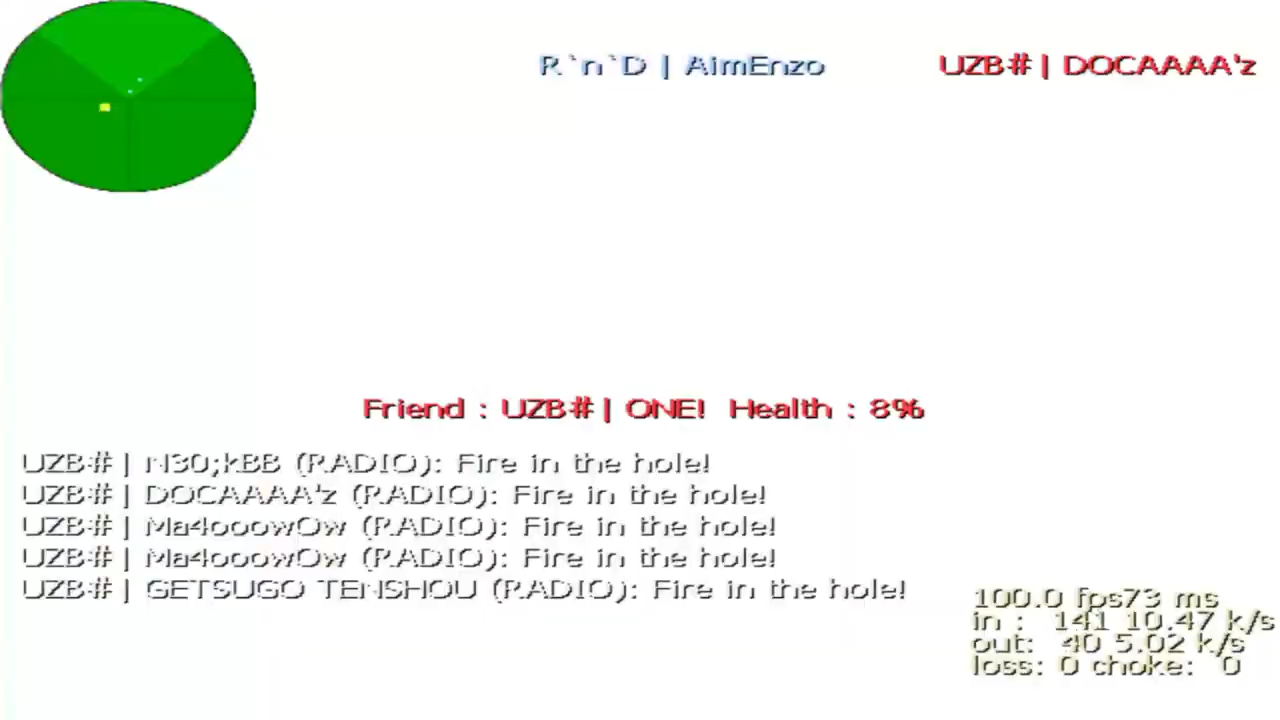 R`n`D | AimEnzo UZB# | DOCAAAA'z
Friend : UZB# | ONE! Health : 8%
UZB# | N30;kBB (RADIO): Fire in the hole!
UZB# | DOCAAAA'z (RADIO): Fire in the hole!
UZB# | Ma4ooowOw (RADIO): Fire in the hole!
UZB# | Ma4ooowOw (RADIO): Fire in the hole!
UZB# | GETSUGO TENSHOU (RADIO): Fire in the hole!
100.0 fps73 ms
in : 141 10.47 k/s
out: 40 5.02 k/s
loss: 0 choke: 0